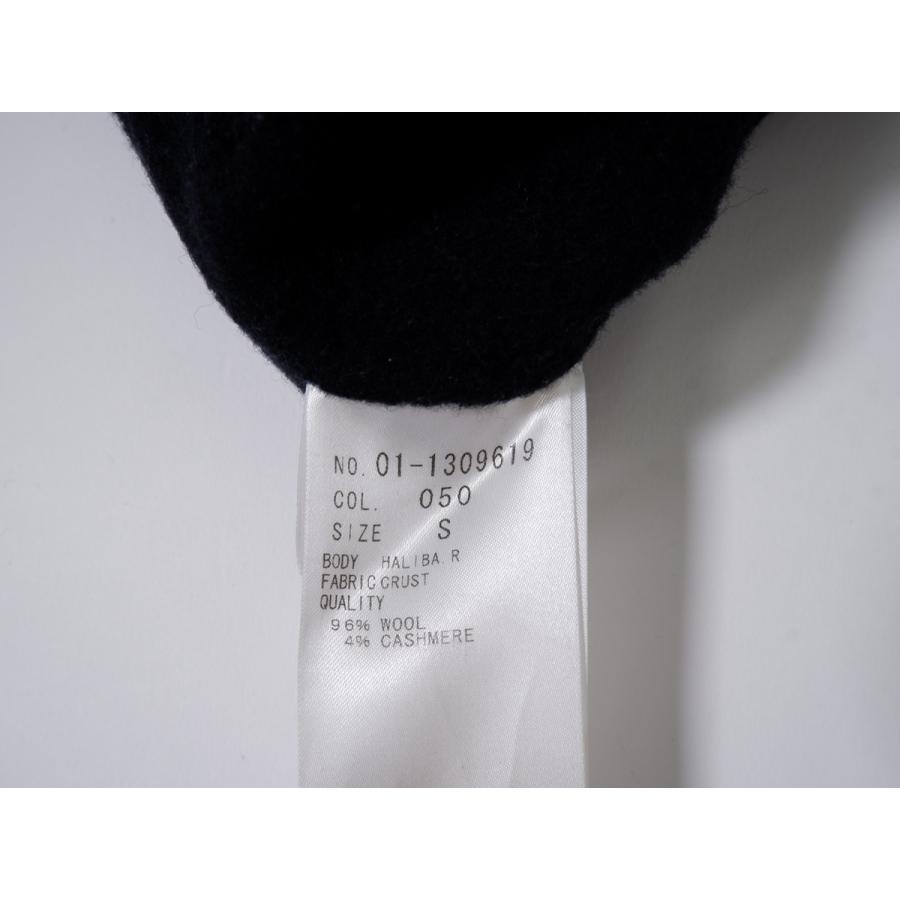 NO. 01-1309619
COL. 050
SIZE S
BODY HALIBA.R
FABRIC CRUST
QUALITY
96% WOOL
4% CASHMERE